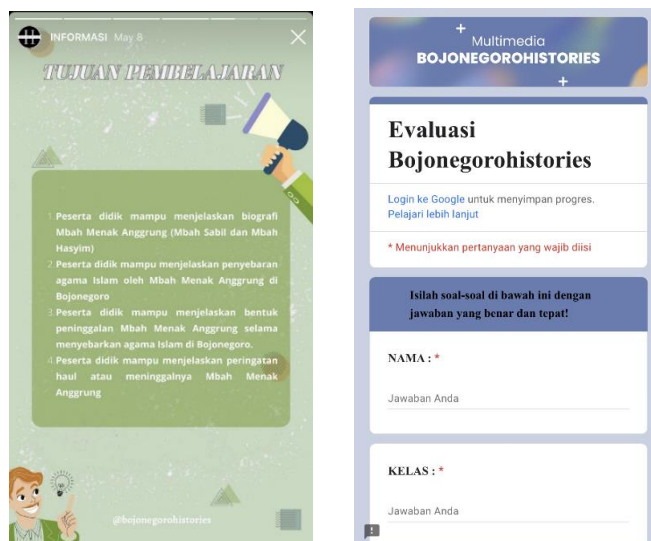 INFORMASI May 8
TUJUAN PEMBELAJARAN
1. Peserta didik mampu menjelaskan biografi
Mbah Menak Anggrung (Mbah Sabil dan Mbah
Hasyim)
2. Peserta didik mampu menjelaskan penyebaran
agama Islam oleh Mbah Menak Anggrung di
Bojonegoro
3. Peserta didik mampu menjelaskan bentuk
peninggalan Mbah Menak Anggrung selama
menyebarkan agama Islam di Bojonegoro.
4. Peserta didik mampu menjelaskan peringatan
haul atau meninggalnya Mbah Menak
Anggrung
@bojonegorohistories
Multimedia
BOJONEGOROHISTORIES
Evaluasi
Bojonegorohistories
Login ke Google untuk menyimpan progres.
Pelajari lebih lanjut
* Menunjukkan pertanyaan yang wajib diisi
Isilah soal-soal di bawah ini dengan
jawaban yang benar dan tepat!
NAMA : *
Jawaban Anda
KELAS : *
Jawaban Anda